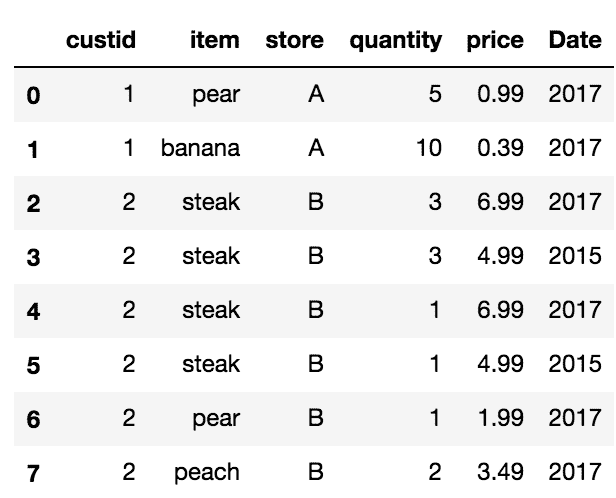 custid item store quantity price Date
0 1 pear A 5 0.99 2017
1 1 banana A 10 0.39 2017
2 2 steak B 3 6.99 2017
3 2 steak B 3 4.99 2015
4 2 steak B 1 6.99 2017
5 2 steak B 1 4.99 2015
6 2 pear B 1 1.99 2017
7 2 peach B 2 3.49 2017